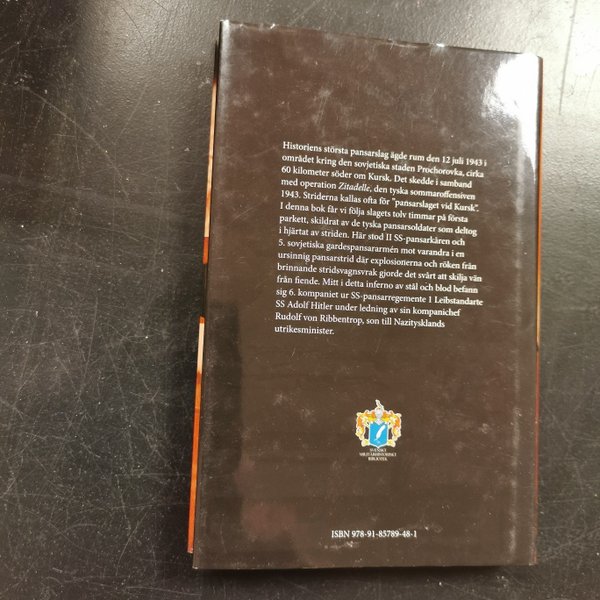 Historiens största pansarslag ägde rum den 12 juli 1943 i
området kring den sovjetiska staden Prochorovka, cirka
60 kilometer söder om Kursk. Det skedde i samband
med operation Zitadelle, den tyska sommaroffensiven
1943. Striderna kallas ofta för "pansarslaget vid Kursk".
I denna bok får vi följa slagets tolv timmar på första
parkett, skildrat av de tyska pansarsoldater som deltog
i hjärtat av striden. Här stod II SS-pansarkåren och
5. sovjetiska gardespansararmén mot varandra i en
ursinnig pansarstrid där explosionerna och röken från
brinnande stridsvagnsvrak gjorde det svårt att skilja vän
från fiende. Mitt i detta inferno av stål och blod befann
sig 6. kompaniet ur SS-pansarregemente 1 Leibstandarte
SS Adolf Hitler under ledning av sin kompanichef
Rudolf von Ribbentrop, son till Nazitysklands
utrikesminister.
SVENSKT
MILITÄRHISTORISKT
BIBLIOTEK
ISBN 978-91-85789-48-1